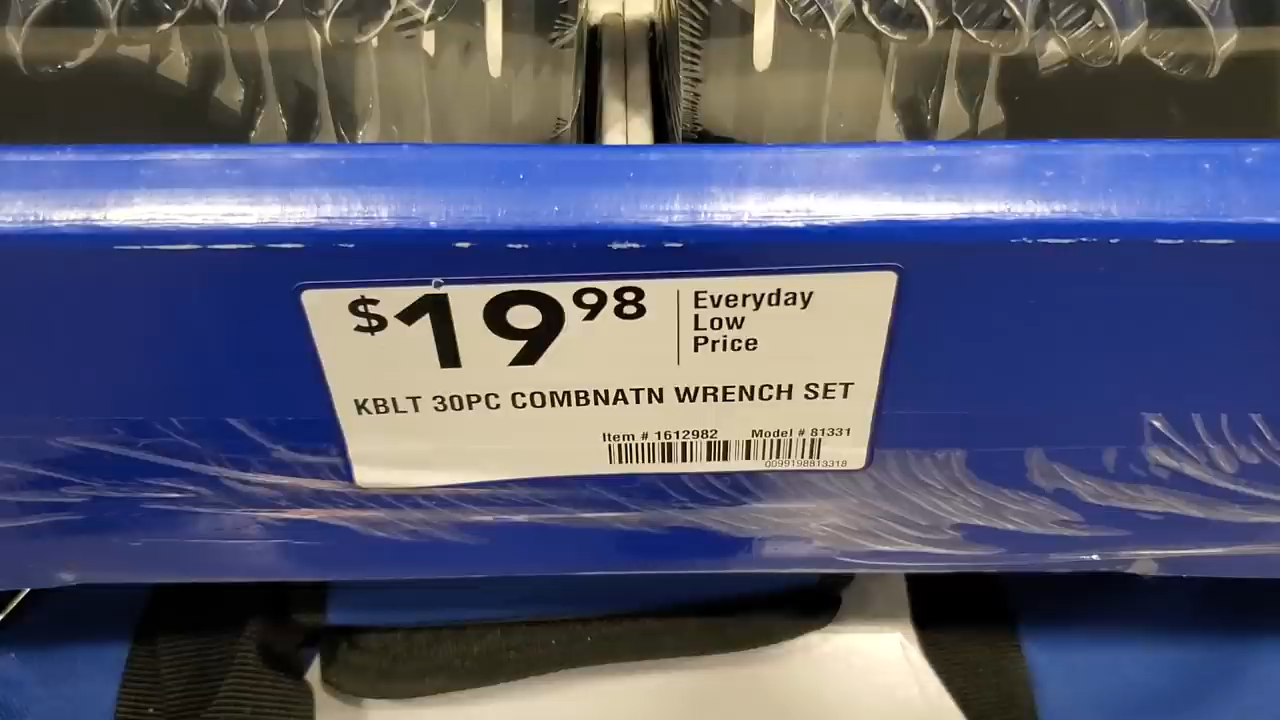 $19 98
Everyday
Low
Price
KBLT 30PC COMBNATN WRENCH SET
Item # 1612982 Model # 81331
0099198813318